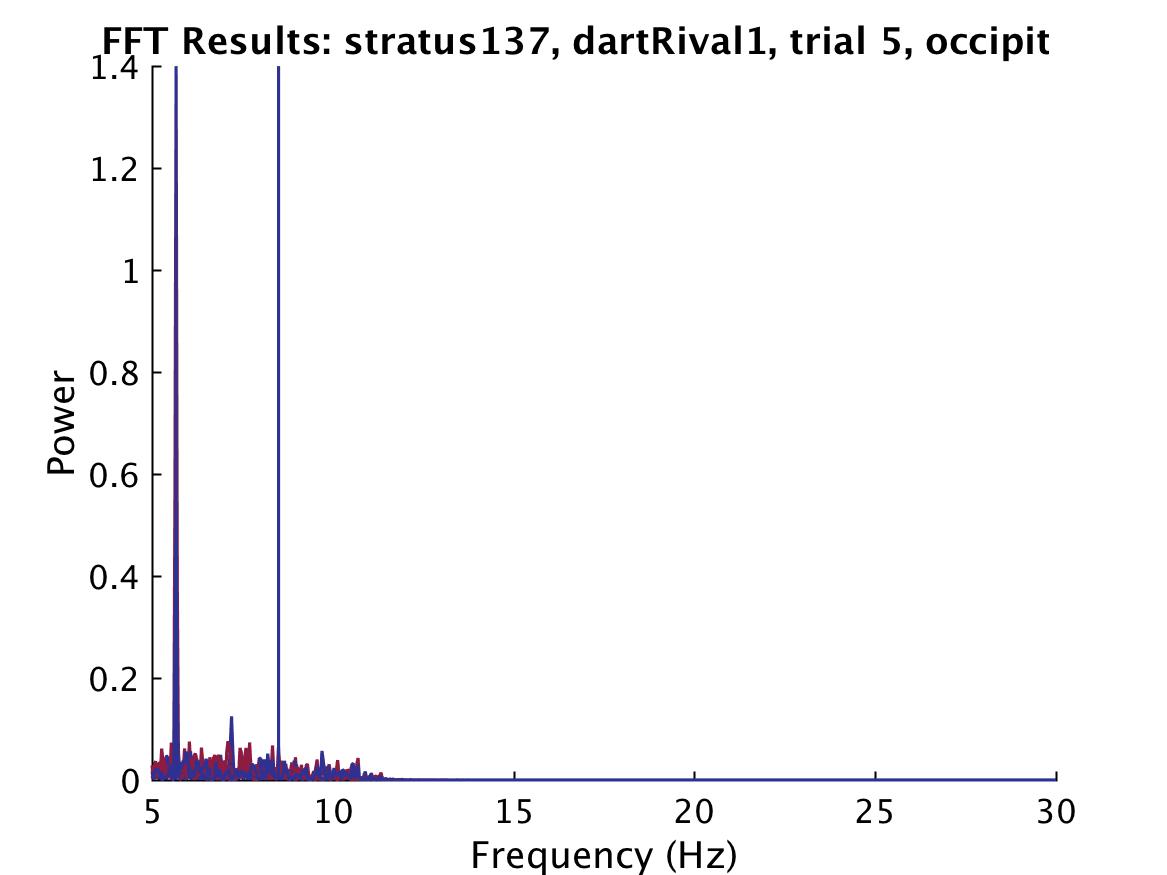 FFT Results: stratus137, dartRival1, trial 5, occipit
1.4
1.2
1
0.8
0.6
0.4
0.2
0
Power
5 10 15 20 25 30
Frequency (Hz)